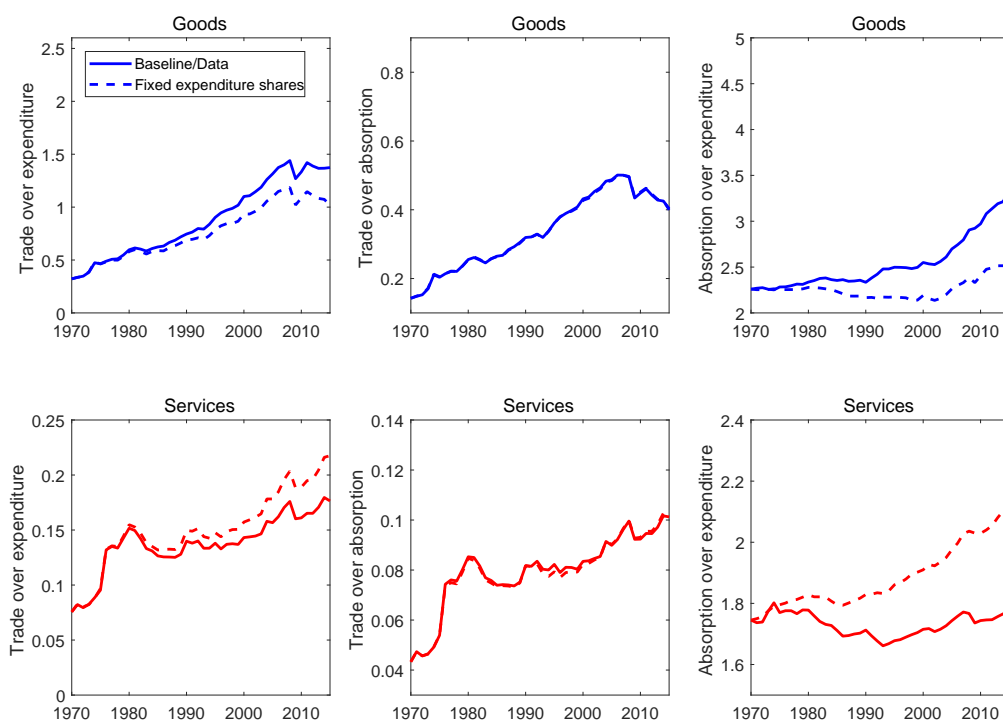 Goods
Trade over expenditure
2.5
2
1.5
1
0.5
0
Baseline/Data
Fixed expenditure shares
1970 1980 1990 2000 2010
Goods
Trade over absorption
0.8
0.6
0.4
0.2
1970 1980 1990 2000 2010
Goods
Absorption over expenditure
5
4.5
4
3.5
3
2.5
2
1970 1980 1990 2000 2010
Services
Trade over expenditure
0.25
0.2
0.15
0.1
0.05
0
1970 1980 1990 2000 2010
Services
Trade over absorption
0.14
0.12
0.1
0.08
0.06
0.04
1970 1980 1990 2000 2010
Services
Absorption over expenditure
2.4
2.2
2
1.8
1.6
1970 1980 1990 2000 2010